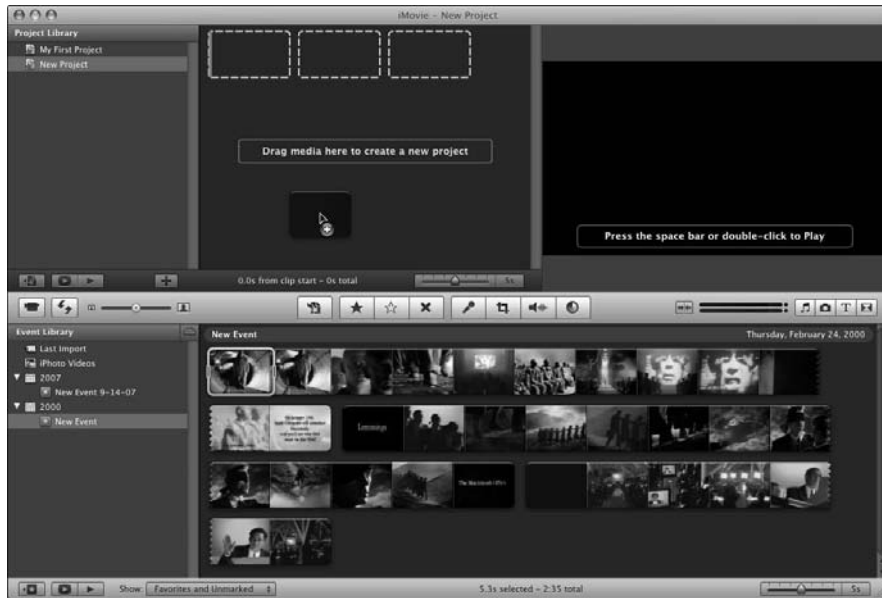 iMovie – New Project
Project Library
My First Project
New Project
Drag media here to create a new project
Press the space bar or double-click to Play
0.0s from clip start – 0s total
5s
Event Library
Last Import
iPhoto Videos
2007
New Event 9-14-07
2000
New Event
New Event
Thursday, February 24, 2000
Lemmings
The Macintosh Office
Show:
Favorites and Unmarked
5.3s selected – 2:35 total
5s